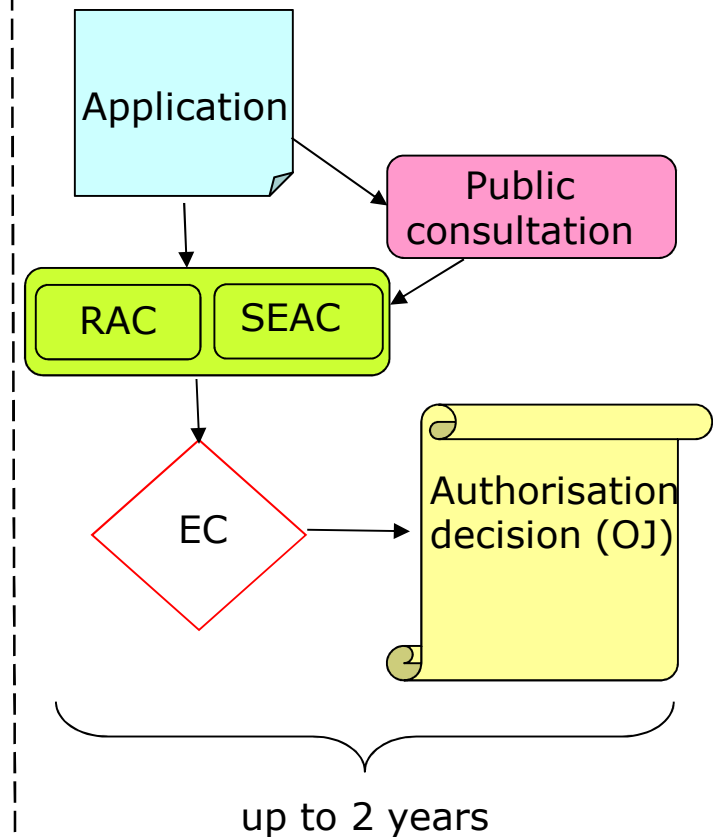 Application
Public
consultation
RAC
SEAC
EC
Authorisation
decision (OJ)
up to 2 years